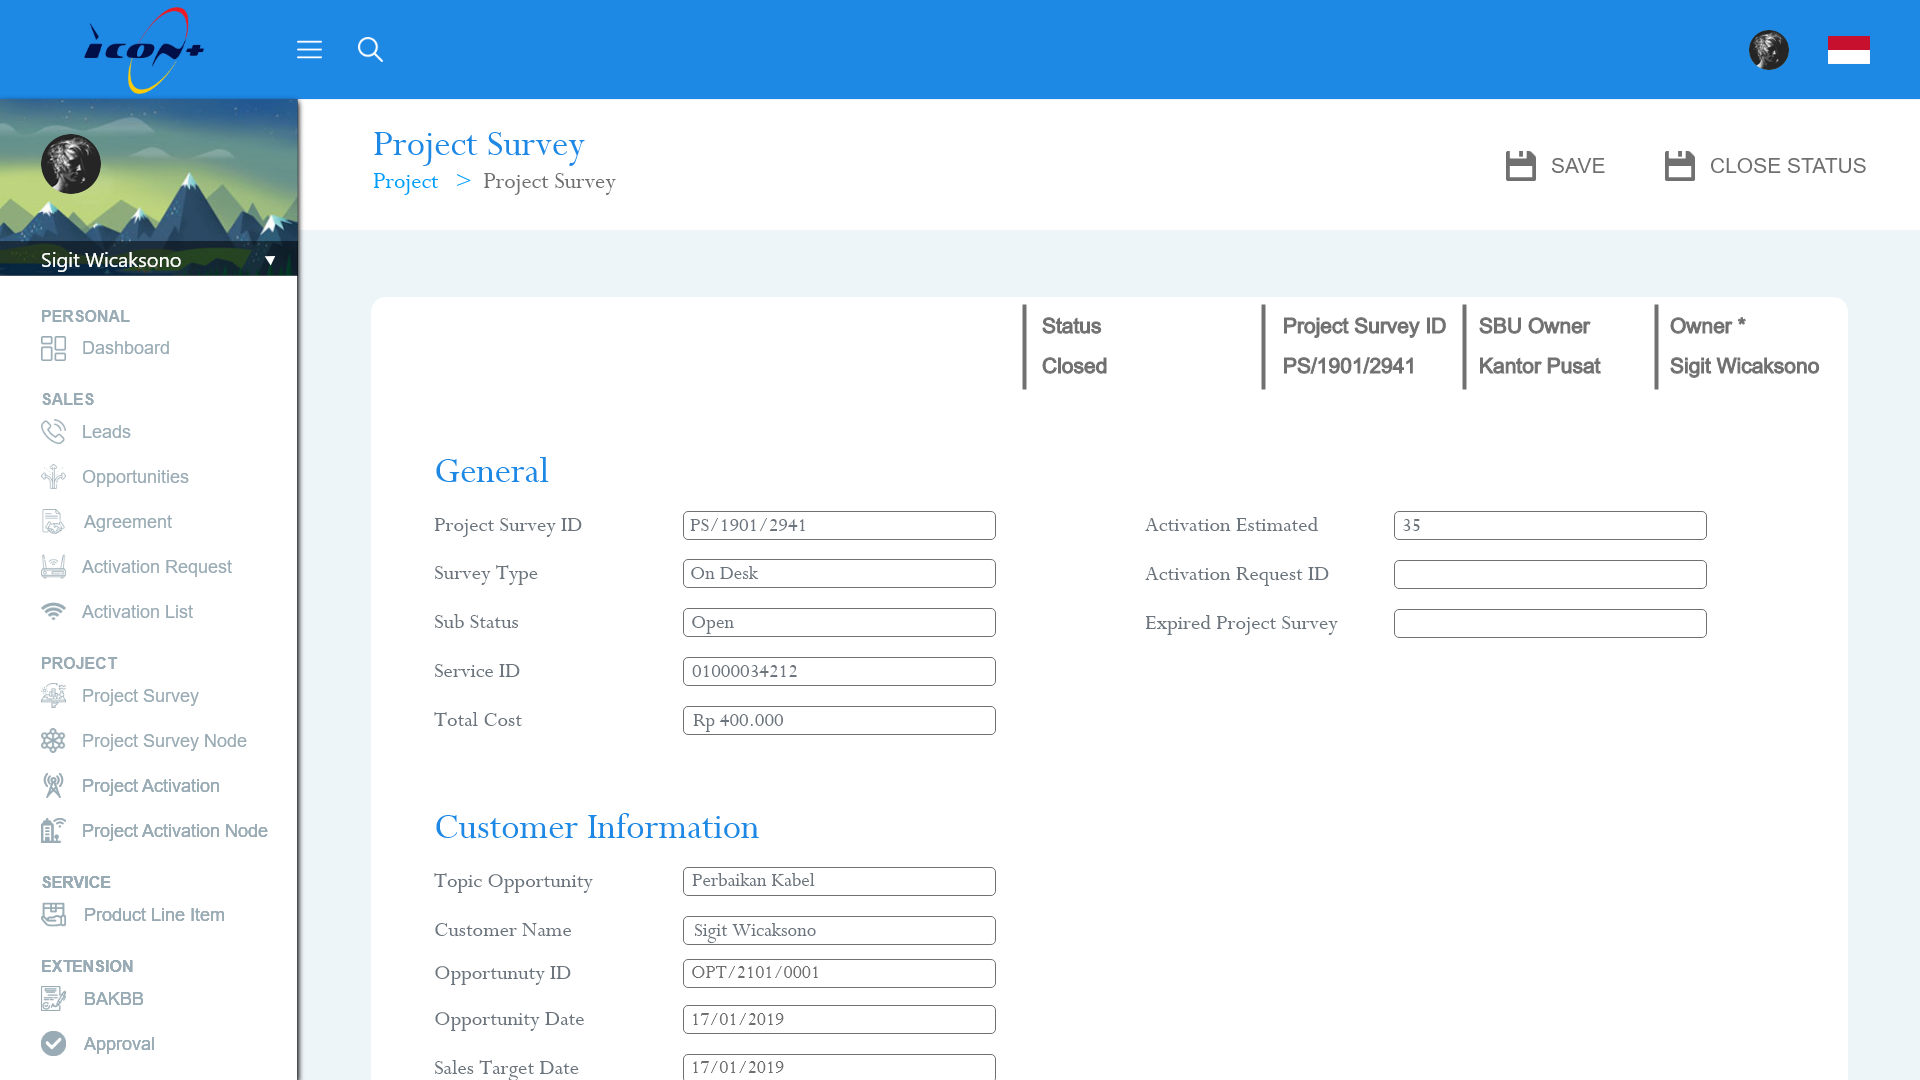 icon+
Project Survey
Project > Project Survey
SAVE
CLOSE STATUS
Sigit Wicaksono ▼
PERSONAL
Dashboard
SALES
Leads
Opportunities
Agreement
Activation Request
Activation List
PROJECT
Project Survey
Project Survey Node
Project Activation
Project Activation Node
SERVICE
Product Line Item
EXTENSION
BAKBB
Approval
Status
Closed
Project Survey ID
PS/1901/2941
SBU Owner
Kantor Pusat
Owner *
Sigit Wicaksono
General
Project Survey ID PS/1901/2941
Survey Type On Desk
Sub Status Open
Service ID 01000034212
Total Cost Rp 400.000
Activation Estimated 35
Activation Request ID
Expired Project Survey
Customer Information
Topic Opportunity Perbaikan Kabel
Customer Name Sigit Wicaksono
Opportunuty ID OPT/2101/0001
Opportunity Date 17/01/2019
Sales Target Date 17/01/2019